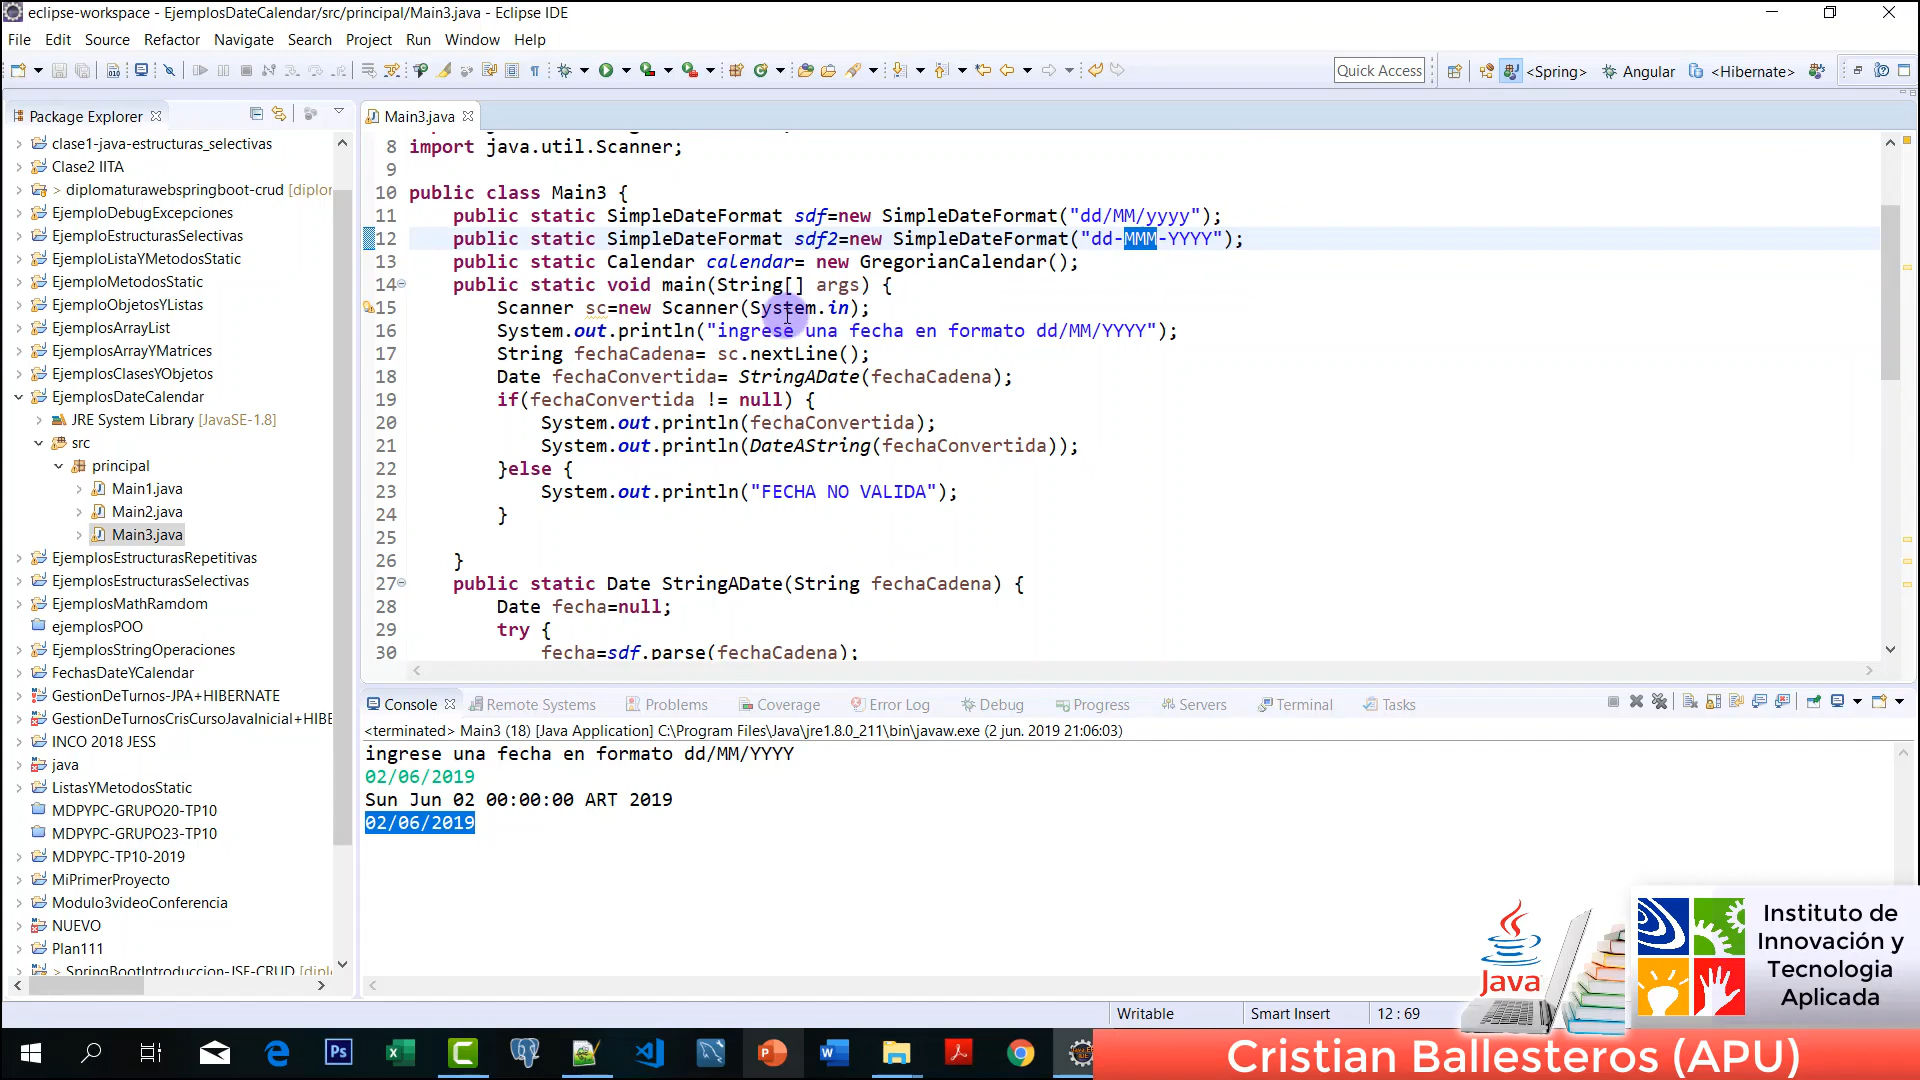 eclipse-workspace - EjemplosDateCalendar/src/principal/Main3.java - Eclipse IDE
File Edit Source Refactor Navigate Search Project Run Window Help
Quick Access
<Spring> Angular <Hibernate>
Package Explorer
clase1-java-estructuras_selectivas
Clase2 IITA
> diplomaturawebspringboot-crud [diplor
EjemploDebugExcepciones
EjemploEstructurasSelectivas
EjemploListaYMetodosStatic
EjemploMetodosStatic
EjemploObjetosYListas
EjemplosArrayList
EjemplosArrayYMatrices
EjemplosClasesYObjetos
EjemplosDateCalendar
JRE System Library [JavaSE-1.8]
src
principal
Main1.java
Main2.java
Main3.java
EjemplosEstructurasRepetitivas
EjemplosEstructurasSelectivas
EjemplosMathRamdom
ejemplosPOO
EjemplosStringOperaciones
FechasDateYCalendar
GestionDeTurnos-JPA+HIBERNATE
GestionDeTurnosCrisCursoJavaInicial+HIBE
INCO 2018 JESS
java
ListasYMetodosStatic
MDPYPC-GRUPO20-TP10
MDPYPC-GRUPO23-TP10
MDPYPC-TP10-2019
MiPrimerProyecto
Modulo3videoConferencia
NUEVO
Plan111
> SpringBootIntroduccion-JSF-CRUD [dipl
Main3.java
8 import java.util.Scanner;
9
10 public class Main3 {
11 public static SimpleDateFormat sdf=new SimpleDateFormat("dd/MM/yyyy");
12 public static SimpleDateFormat sdf2=new SimpleDateFormat("dd-MMM-YYYY");
13 public static Calendar calendar= new GregorianCalendar();
14 public static void main(String[] args) {
15 Scanner sc=new Scanner(System.in);
16 System.out.println("ingrese una fecha en formato dd/MM/YYYY");
17 String fechaCadena= sc.nextLine();
18 Date fechaConvertida= StringADate(fechaCadena);
19 if(fechaConvertida != null) {
20 System.out.println(fechaConvertida);
21 System.out.println(DateAString(fechaConvertida));
22 }else {
23 System.out.println("FECHA NO VALIDA");
24 }
25
26 }
27 public static Date StringADate(String fechaCadena) {
28 Date fecha=null;
29 try {
30 fecha=sdf.parse(fechaCadena);
Console Remote Systems Problems Coverage Error Log Debug Progress Servers Terminal Tasks
<terminated> Main3 (18) [Java Application] C:\Program Files\Java\jre1.8.0_211\bin\javaw.exe (2 jun. 2019 21:06:03)
ingrese una fecha en formato dd/MM/YYYY
02/06/2019
Sun Jun 02 00:00:00 ART 2019
02/06/2019
Java
Instituto de
Innovación y
Tecnologia
Aplicada
Writable Smart Insert 12 : 69
Cristian Ballesteros (APU)